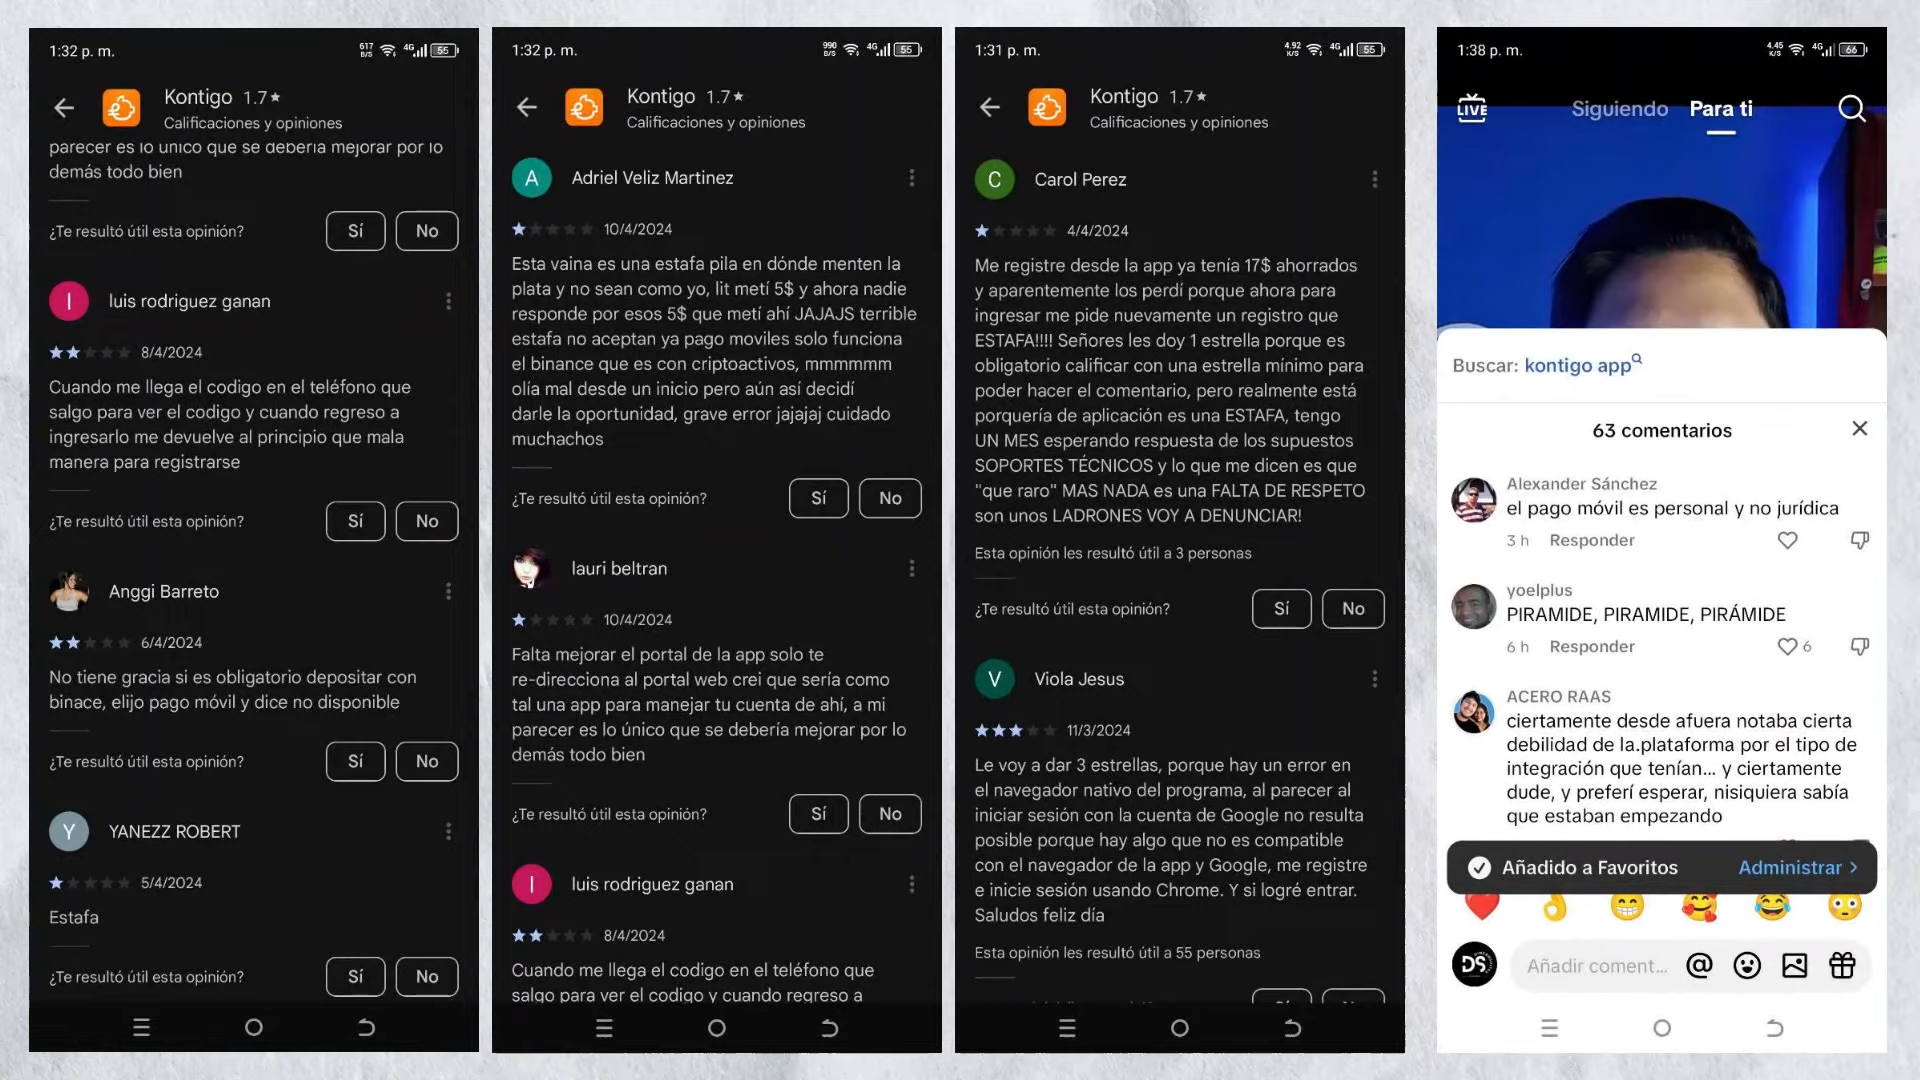 1:32 p. m.
617 B/S 4G 55
Kontigo 1.7★
Calificaciones y opiniones
parecer es lo único que se debería mejorar por lo
demás todo bien
¿Te resultó útil esta opinión? Sí No
I luis rodriguez ganan
8/4/2024
Cuando me llega el codigo en el teléfono que
salgo para ver el codigo y cuando regreso a
ingresarlo me devuelve al principio que mala
manera para registrarse
¿Te resultó útil esta opinión? Sí No
Anggi Barreto
6/4/2024
No tiene gracia si es obligatorio depositar con
binace, elijo pago móvil y dice no disponible
¿Te resultó útil esta opinión? Sí No
Y YANEZZ ROBERT
5/4/2024
Estafa
¿Te resultó útil esta opinión? Sí No
1:32 p. m.
990 B/S 4G 55
Kontigo 1.7★
Calificaciones y opiniones
A Adriel Veliz Martinez
10/4/2024
Esta vaina es una estafa pila en dónde menten la
plata y no sean como yo, lit metí 5$ y ahora nadie
responde por esos 5$ que metí ahí JAJAJS terrible
estafa no aceptan ya pago moviles solo funciona
el binance que es con criptoactivos, mmmmmm
olía mal desde un inicio pero aún así decidí
darle la oportunidad, grave error jajajaj cuidado
muchachos
¿Te resultó útil esta opinión? Sí No
lauri beltran
10/4/2024
Falta mejorar el portal de la app solo te
re-direcciona al portal web crei que sería como
tal una app para manejar tu cuenta de ahí, a mi
parecer es lo único que se debería mejorar por lo
demás todo bien
¿Te resultó útil esta opinión? Sí No
I luis rodriguez ganan
8/4/2024
Cuando me llega el codigo en el teléfono que
salgo para ver el codigo y cuando regreso a
1:31 p. m.
4.92 K/S 4G 55
Kontigo 1.7★
Calificaciones y opiniones
C Carol Perez
4/4/2024
Me registre desde la app ya tenía 17$ ahorrados
y aparentemente los perdí porque ahora para
ingresar me pide nuevamente un registro que
ESTAFA!!!! Señores les doy 1 estrella porque es
obligatorio calificar con una estrella mínimo para
poder hacer el comentario, pero realmente está
porquería de aplicación es una ESTAFA, tengo
UN MES esperando respuesta de los supuestos
SOPORTES TÉCNICOS y lo que me dicen es que
"que raro" MAS NADA es una FALTA DE RESPETO
son unos LADRONES VOY A DENUNCIAR!
Esta opinión les resultó útil a 3 personas
¿Te resultó útil esta opinión? Sí No
V Viola Jesus
11/3/2024
Le voy a dar 3 estrellas, porque hay un error en
el navegador nativo del programa, al parecer al
iniciar sesión con la cuenta de Google no resulta
posible porque hay algo que no es compatible
con el navegador de la app y Google, me registre
e inicie sesión usando Chrome. Y si logré entrar.
Saludos feliz día
Esta opinión les resultó útil a 55 personas
1:38 p. m.
4.45 K/S 4G 66
LIVE Siguiendo Para ti
Buscar: kontigo app
63 comentarios
Alexander Sánchez
el pago móvil es personal y no jurídica
3 h Responder
yoelplus
PIRAMIDE, PIRAMIDE, PIRÁMIDE
6 h Responder 6
ACERO RAAS
ciertamente desde afuera notaba cierta
debilidad de la.plataforma por el tipo de
integración que tenían... y ciertamente
dude, y preferí esperar, nisiquiera sabía
que estaban empezando
Añadido a Favoritos Administrar >
DS Añadir coment... @